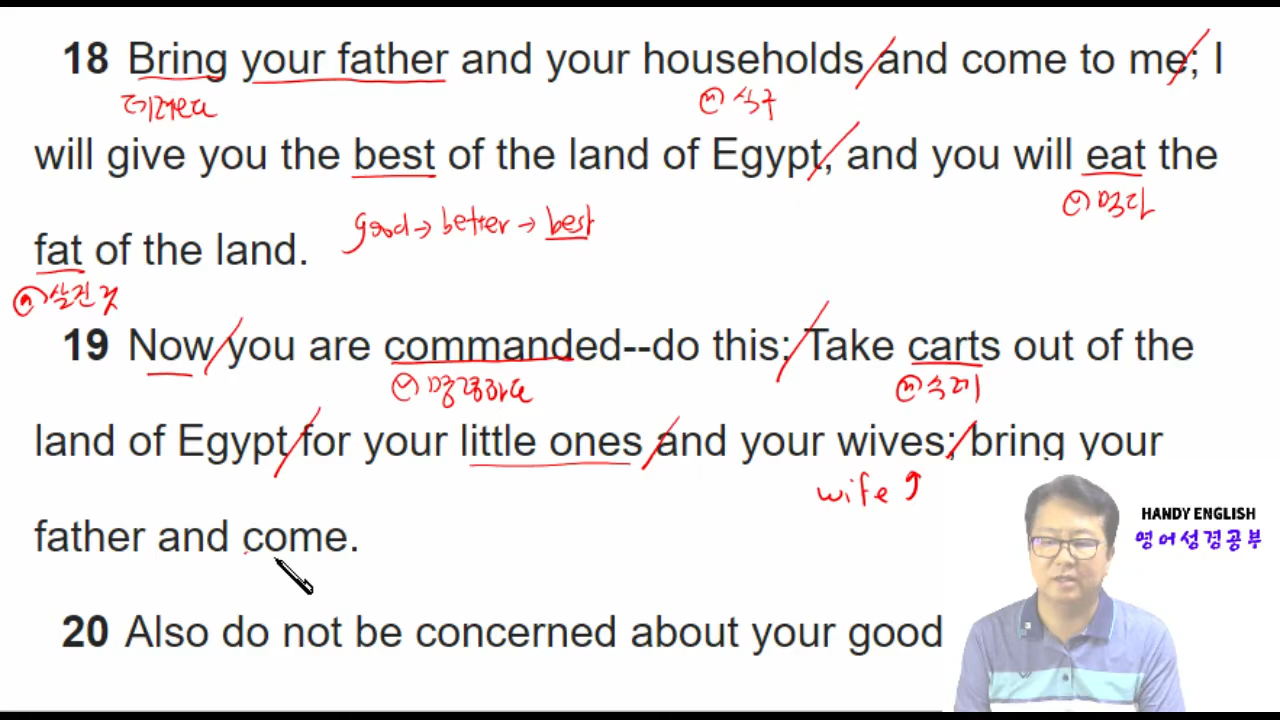 18 Bring your father and your households and come to me; I
데려오다
ⓝ 식구
will give you the best of the land of Egypt, and you will eat the
ⓥ 먹다
good → better → best
fat of the land.
ⓝ 살진 것
19 Now you are commanded--do this; Take carts out of the
ⓥ 명령하다
ⓝ 수레
land of Egypt for your little ones and your wives; bring your
wife
father and come.
HANDY ENGLISH
영어성경공부
20 Also do not be concerned about your good